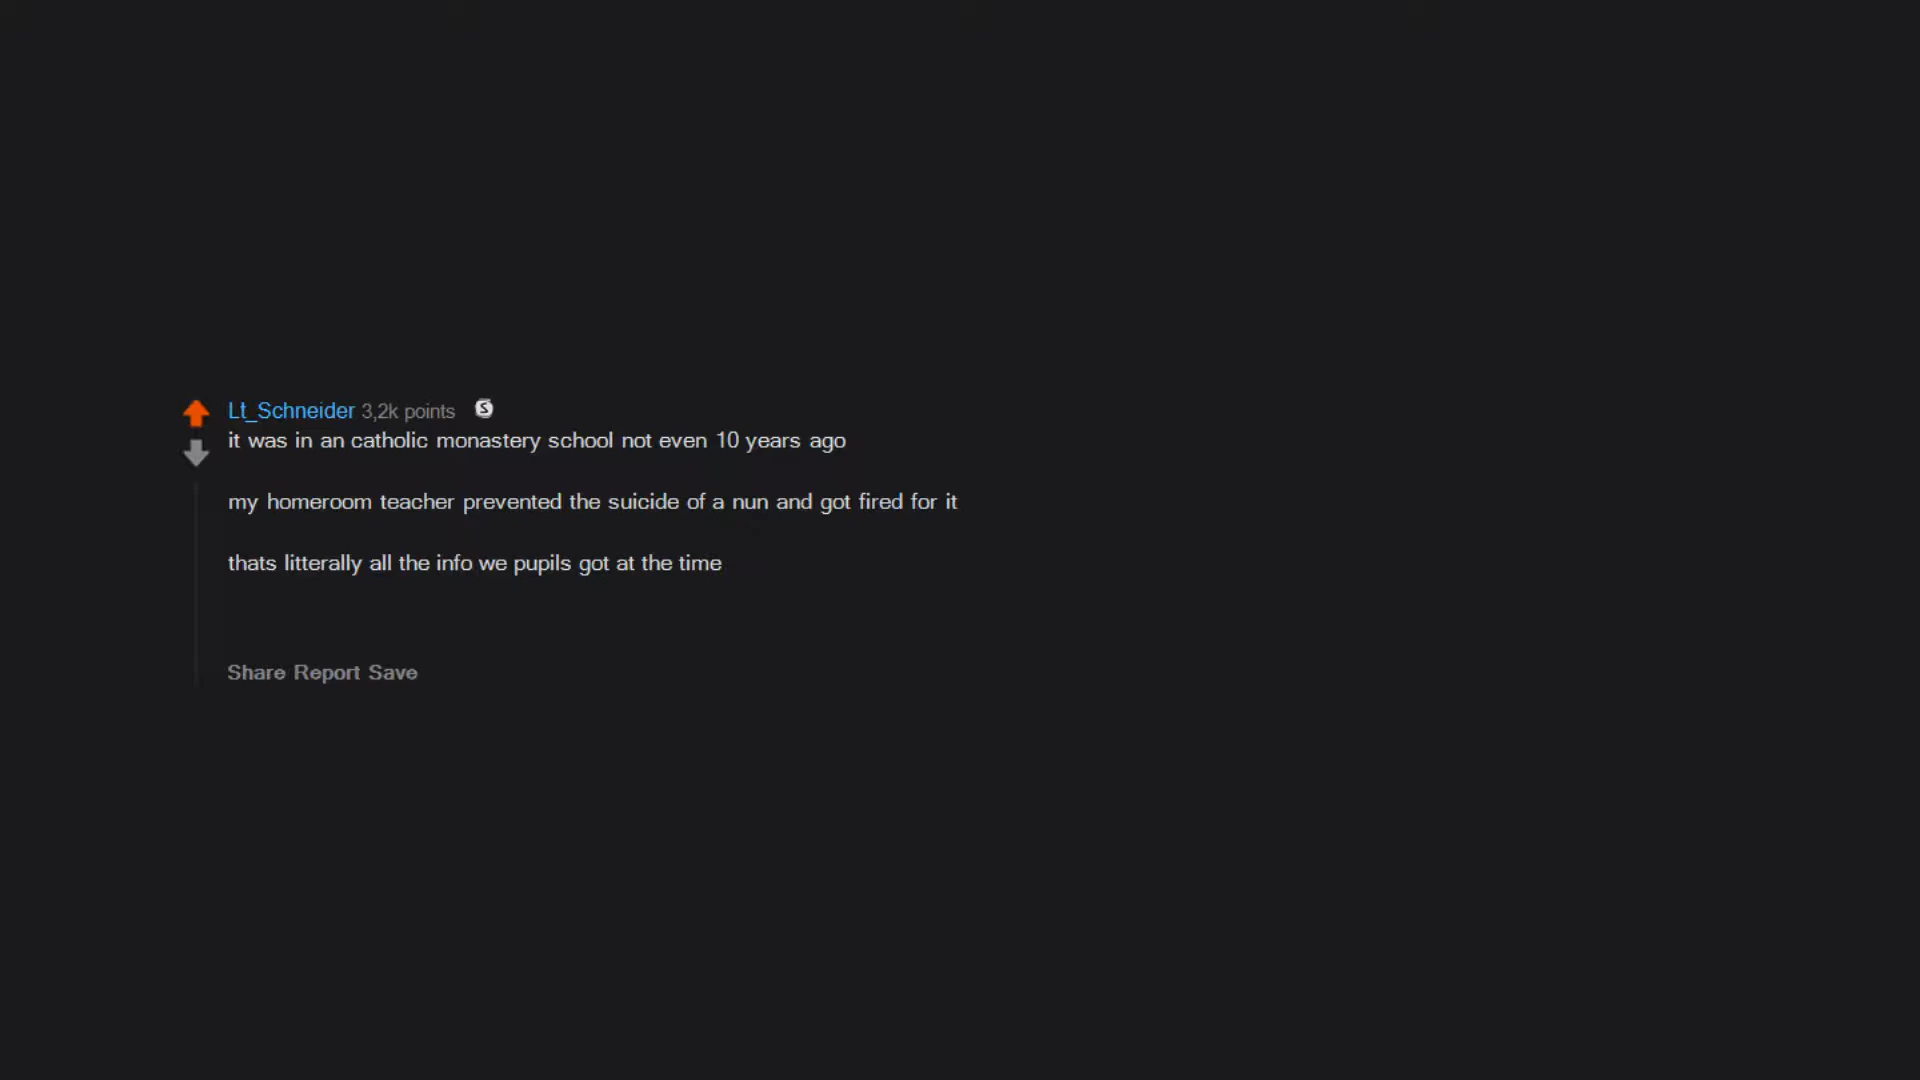 Lt_Schneider 3,2k points S
it was in an catholic monastery school not even 10 years ago
my homeroom teacher prevented the suicide of a nun and got fired for it
thats litterally all the info we pupils got at the time
Share Report Save